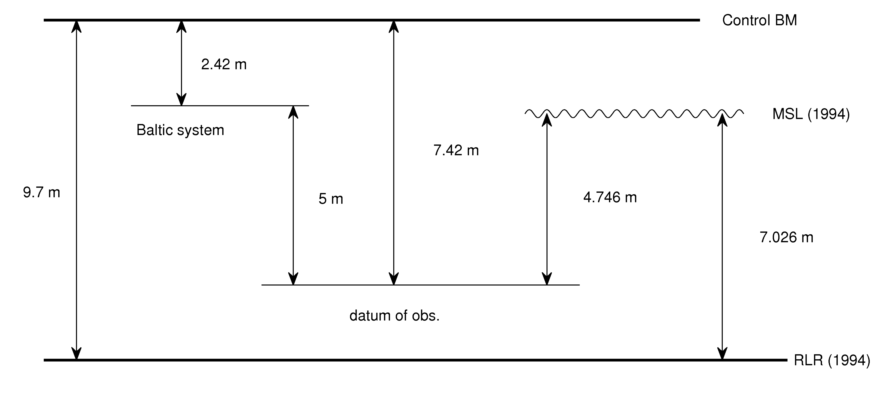 Control BM
2.42 m
MSL (1994)
Baltic system
7.42 m
9.7 m
5 m
4.746 m
7.026 m
datum of obs.
RLR (1994)